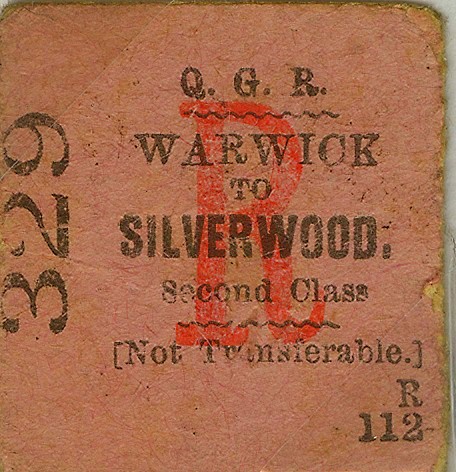 Q. G. R.
WARWICK
TO
SILVERWOOD.
Second Class
[Not Transferable.]
R
112
329
R